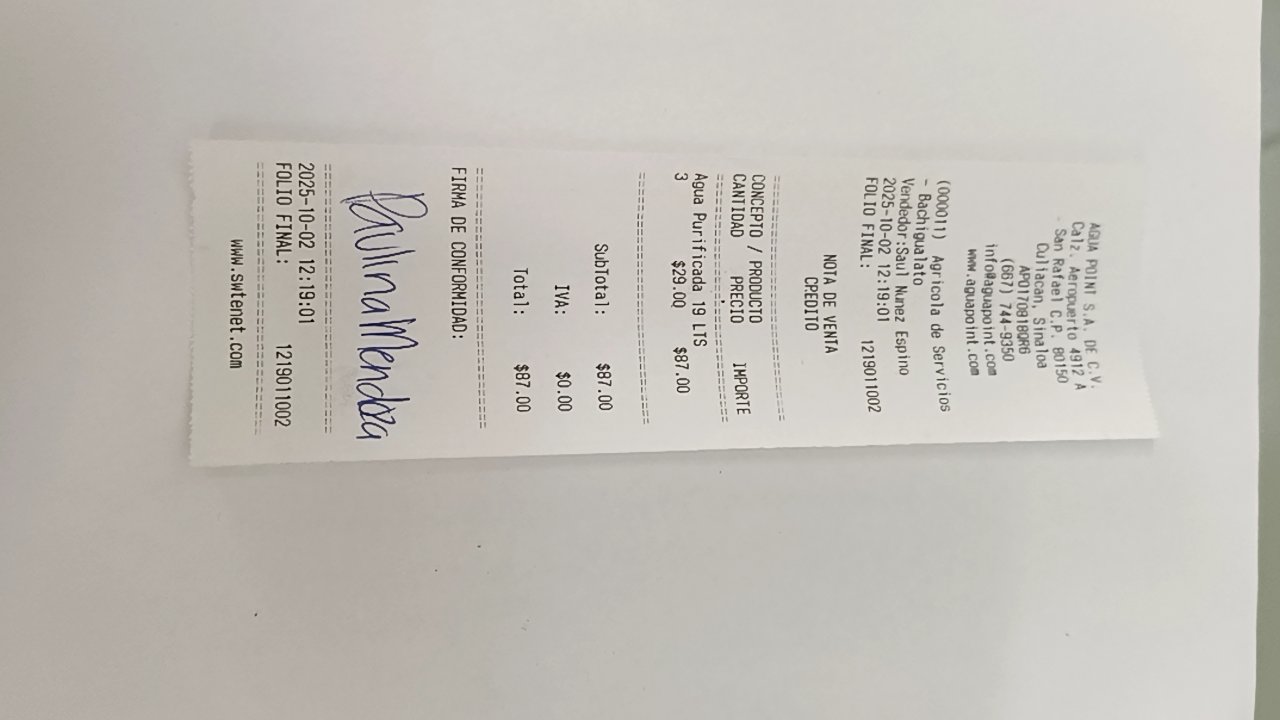 AGUA POINT S.A. DE C.V.
Calz. Aeropuerto 4912 A
San Rafael C.P. 80150
Culiacan, Sinaloa
APO170818QR6
(667) 744-9350
info@aguapoint.com
www.aguapoint.com
(000011) Agricola de Servicios
- Bachigualato
Vendedor:Saul Nunez Espino
2025-10-02 12:19:01
FOLIO FINAL: 1219011002
NOTA DE VENTA
CREDITO
CONCEPTO / PRODUCTO
CANTIDAD PRECIO IMPORTE
Agua Purificada 19 LTS
3 $29.00 $87.00
SubTotal: $87.00
IVA: $0.00
Total: $87.00
FIRMA DE CONFORMIDAD:
Paulina Mendoza
2025-10-02 12:19:01
FOLIO FINAL: 1219011002
www.swtenet.com